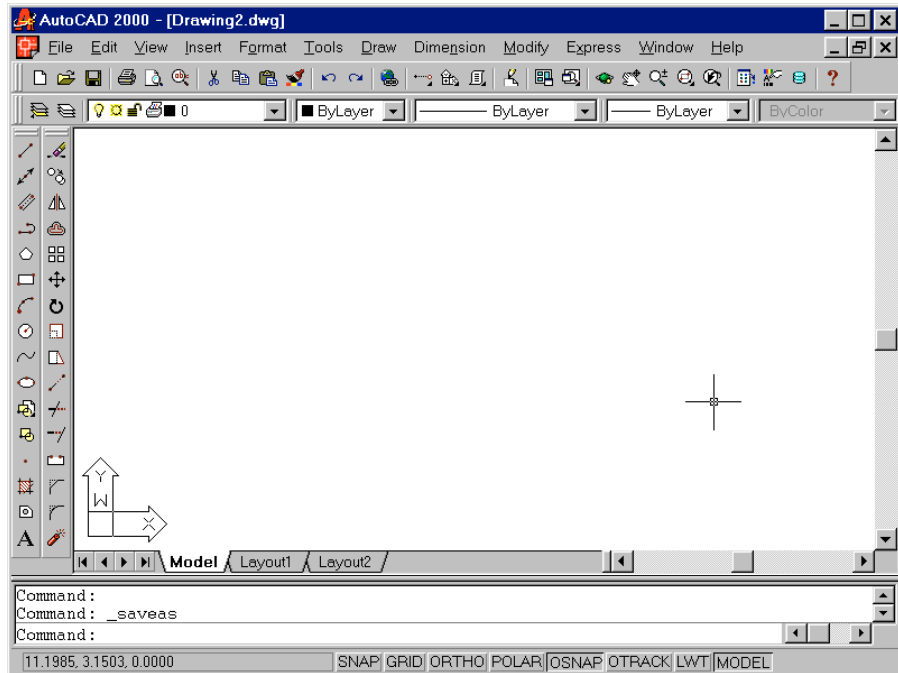 AutoCAD 2000 - [Drawing2.dwg]
File Edit View Insert Format Tools Draw Dimension Modify Express Window Help
?
0 ByLayer ByLayer ByLayer ByColor
A
Y
W
X
Model Layout1 Layout2
Command:
Command: _saveas
Command:
11.1985, 3.1503, 0.0000 SNAP GRID ORTHO POLAR OSNAP OTRACK LWT MODEL